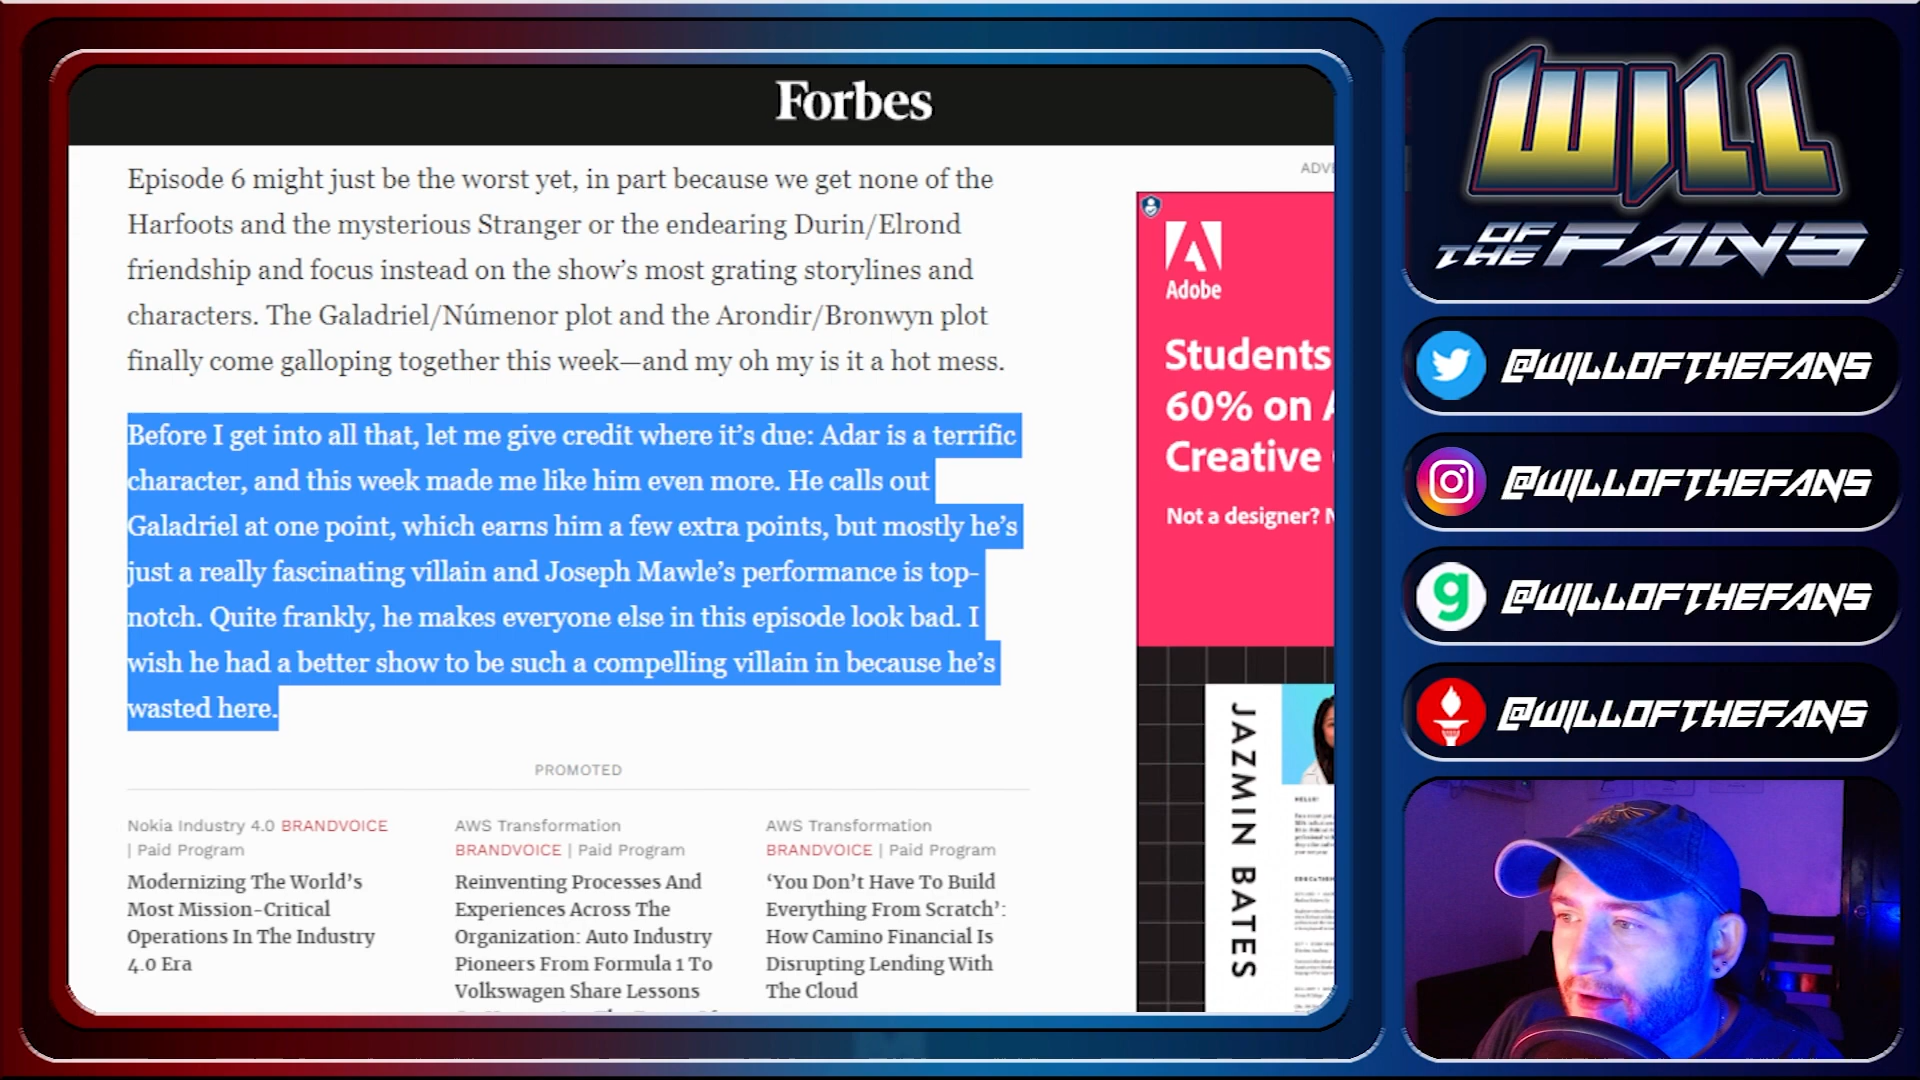 Forbes
Episode 6 might just be the worst yet, in part because we get none of the
Harfoots and the mysterious Stranger or the endearing Durin/Elrond
friendship and focus instead on the show’s most grating storylines and
characters. The Galadriel/Númenor plot and the Arondir/Bronwyn plot
finally come galloping together this week—and my oh my is it a hot mess.
Before I get into all that, let me give credit where it’s due: Adar is a terrific
character, and this week made me like him even more. He calls out
Galadriel at one point, which earns him a few extra points, but mostly he’s
just a really fascinating villain and Joseph Mawle’s performance is top-
notch. Quite frankly, he makes everyone else in this episode look bad. I
wish he had a better show to be such a compelling villain in because he’s
wasted here.
PROMOTED
Nokia Industry 4.0 BRANDVOICE
| Paid Program
Modernizing The World’s
Most Mission-Critical
Operations In The Industry
4.0 Era
AWS Transformation
BRANDVOICE | Paid Program
Reinventing Processes And
Experiences Across The
Organization: Auto Industry
Pioneers From Formula 1 To
Volkswagen Share Lessons
AWS Transformation
BRANDVOICE | Paid Program
‘You Don’t Have To Build
Everything From Scratch’:
How Camino Financial Is
Disrupting Lending With
The Cloud
ADVE
Adobe
Students
60% on A
Creative
Not a designer?
JAZMIN BATES
HELLO!
WILL
OF THE FANS
@WILLOFTHEFANS
@WILLOFTHEFANS
@WILLOFTHEFANS
@WILLOFTHEFANS